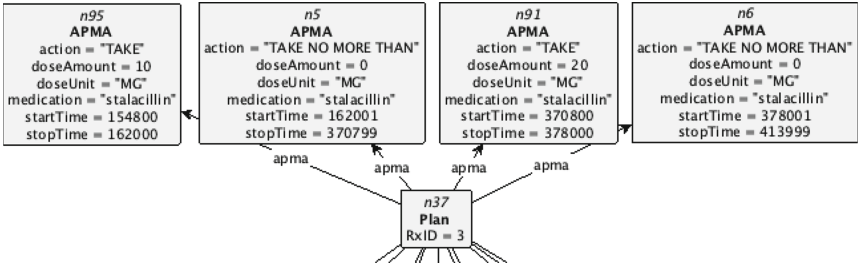 n95
APMA
action = "TAKE"
doseAmount = 10
doseUnit = "MG"
medication = "stalacillin"
startTime = 154800
stopTime = 162000
n5
APMA
action = "TAKE NO MORE THAN"
doseAmount = 0
doseUnit = "MG"
medication = "stalacillin"
startTime = 162001
stopTime = 370799
n91
APMA
action = "TAKE"
doseAmount = 20
doseUnit = "MG"
medication = "stalacillin"
startTime = 370800
stopTime = 378000
n6
APMA
action = "TAKE NO MORE THAN"
doseAmount = 0
doseUnit = "MG"
medication = "stalacillin"
startTime = 378001
stopTime = 413999
apma
apma
apma
apma
n37
Plan
RxID = 3